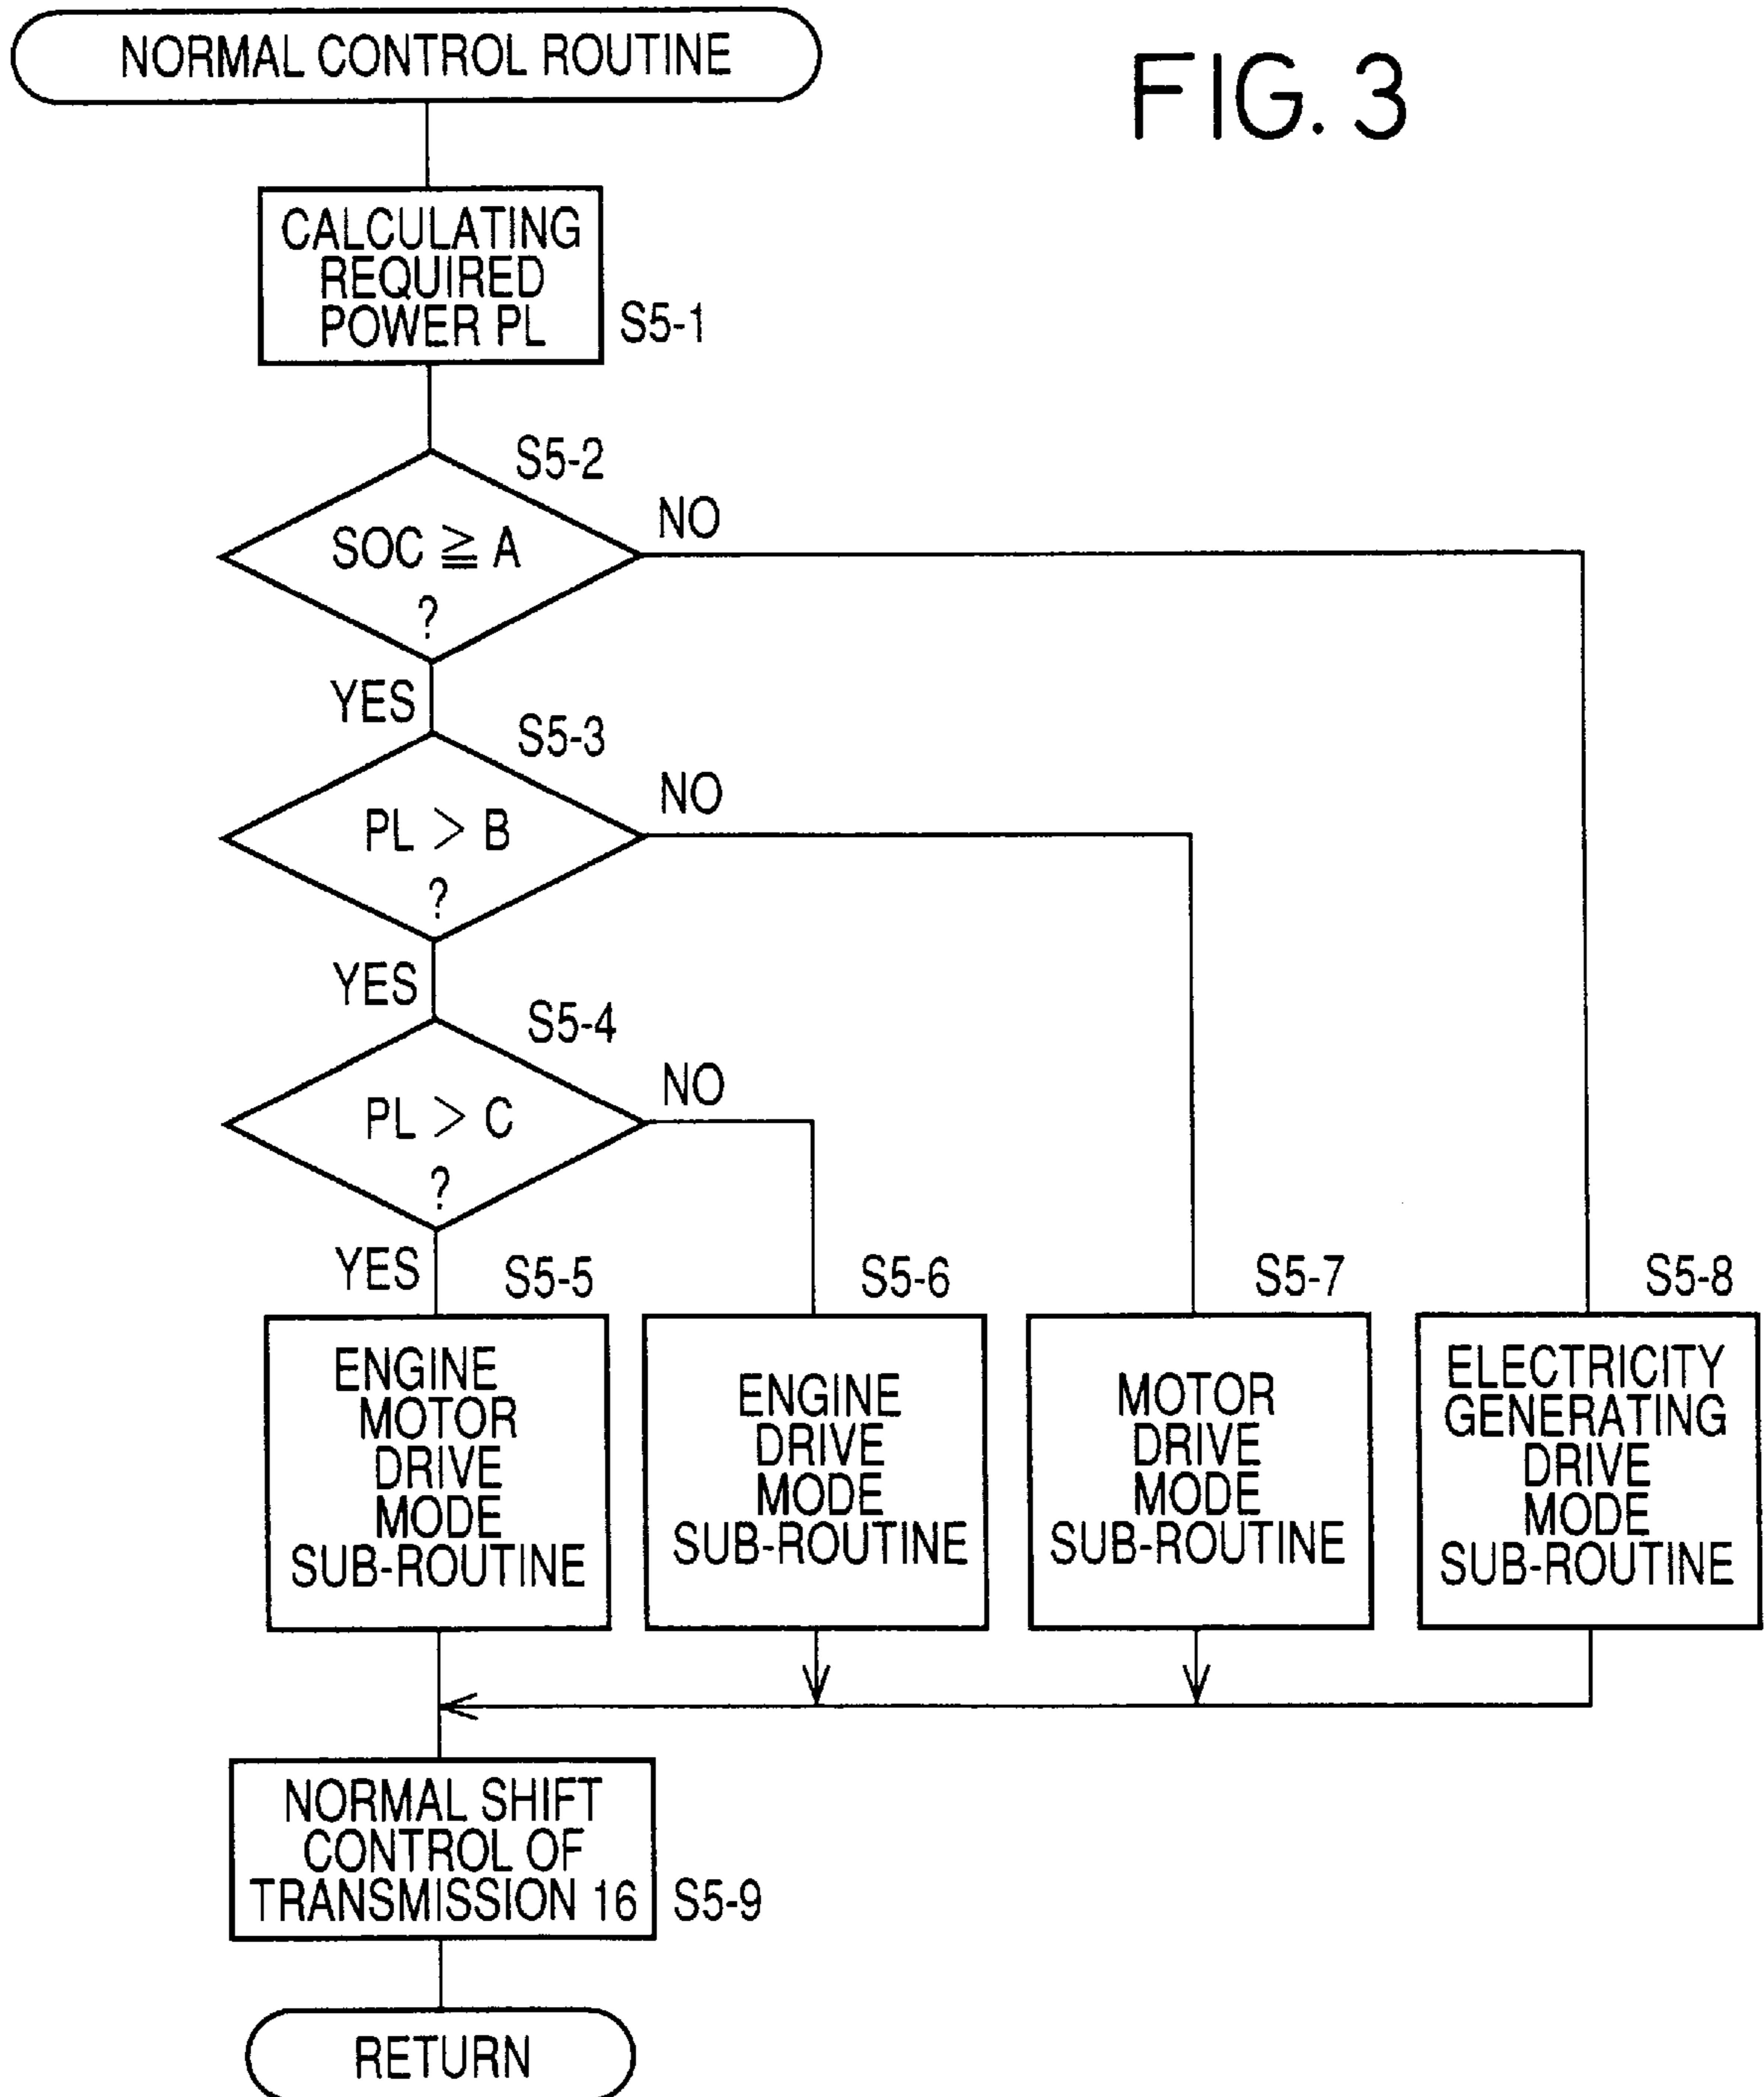 NORMAL CONTROL ROUTINE
FIG. 3
CALCULATING
REQUIRED
POWER PL
S5-1
S5-2
SOC ≧ A
?
NO
YES
S5-3
PL > B
?
NO
YES
S5-4
PL > C
?
NO
YES
S5-5
ENGINE
MOTOR
DRIVE
MODE
SUB-ROUTINE
S5-6
ENGINE
DRIVE
MODE
SUB-ROUTINE
S5-7
MOTOR
DRIVE
MODE
SUB-ROUTINE
S5-8
ELECTRICITY
GENERATING
DRIVE
MODE
SUB-ROUTINE
NORMAL SHIFT
CONTROL OF
TRANSMISSION 16
S5-9
RETURN